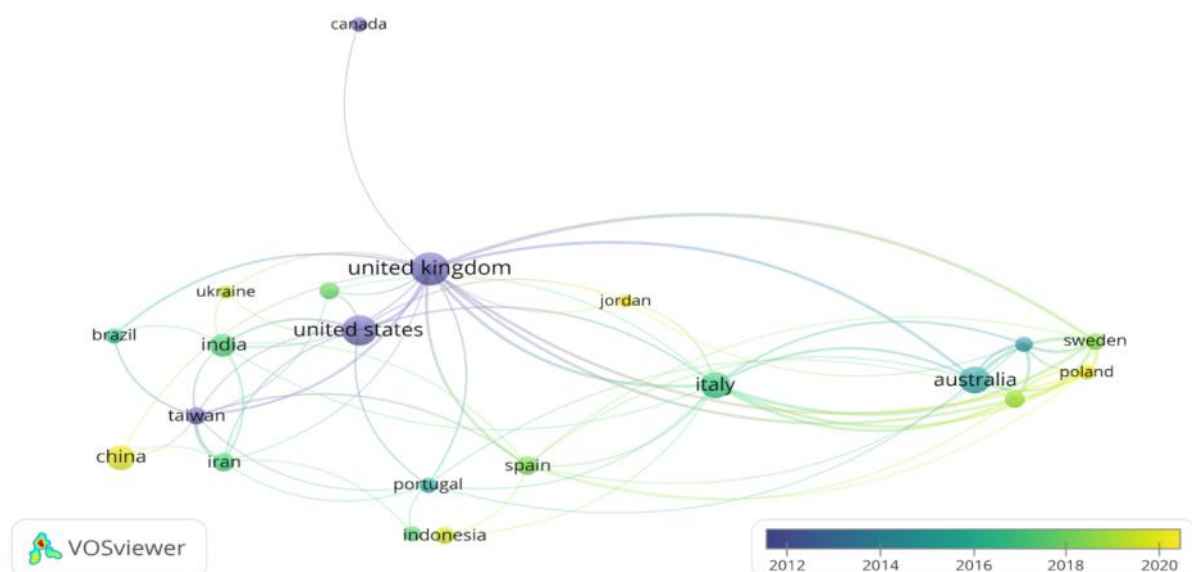 canada
united kingdom
ukraine
jordan
united states
brazil
india
sweden
poland
italy
australia
taiwan
china
iran
spain
portugal
indonesia
VOSviewer
2012 2014 2016 2018 2020